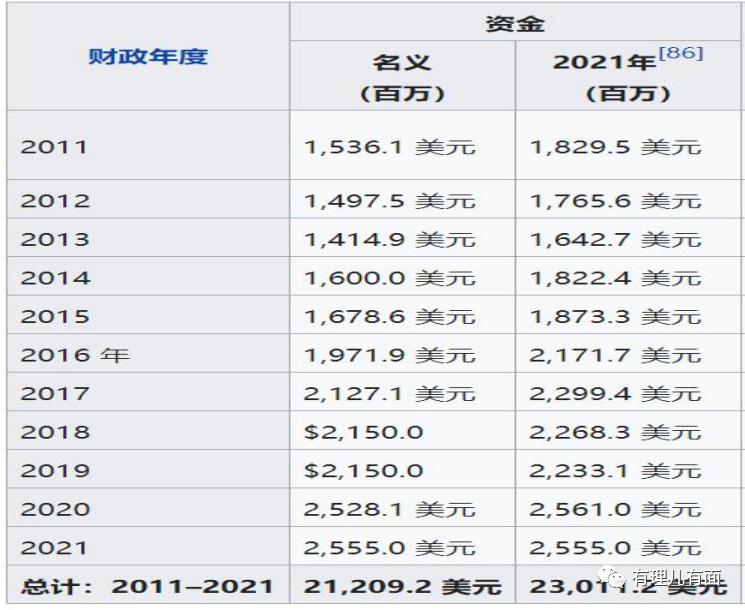 财政年度 资金
名义 2021年[86]
(百万) (百万)
2011 1,536.1 美元 1,829.5 美元
2012 1,497.5 美元 1,765.6 美元
2013 1,414.9 美元 1,642.7 美元
2014 1,600.0 美元 1,822.4 美元
2015 1,678.6 美元 1,873.3 美元
2016 年 1,971.9 美元 2,171.7 美元
2017 2,127.1 美元 2,299.4 美元
2018 $2,150.0 2,268.3 美元
2019 $2,150.0 2,233.1 美元
2020 2,528.1 美元 2,561.0 美元
2021 2,555.0 美元 2,555.0 美元
总计：2011–2021 21,209.2 美元 23,011.2 美元
有理儿有面